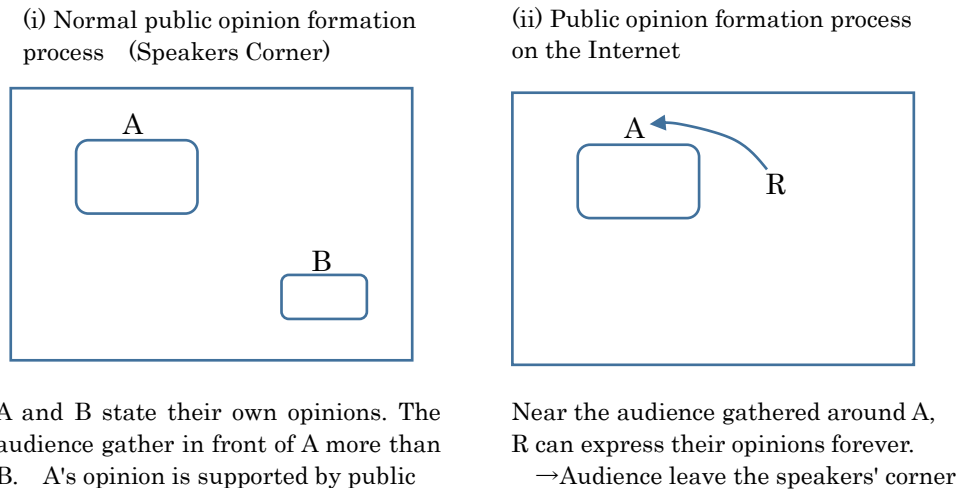 (i) Normal public opinion formation
process (Speakers Corner)
A
B
A and B state their own opinions. The
audience gather in front of A more than
B. A's opinion is supported by public
(ii) Public opinion formation process
on the Internet
A
R
Near the audience gathered around A,
R can express their opinions forever.
→Audience leave the speakers' corner